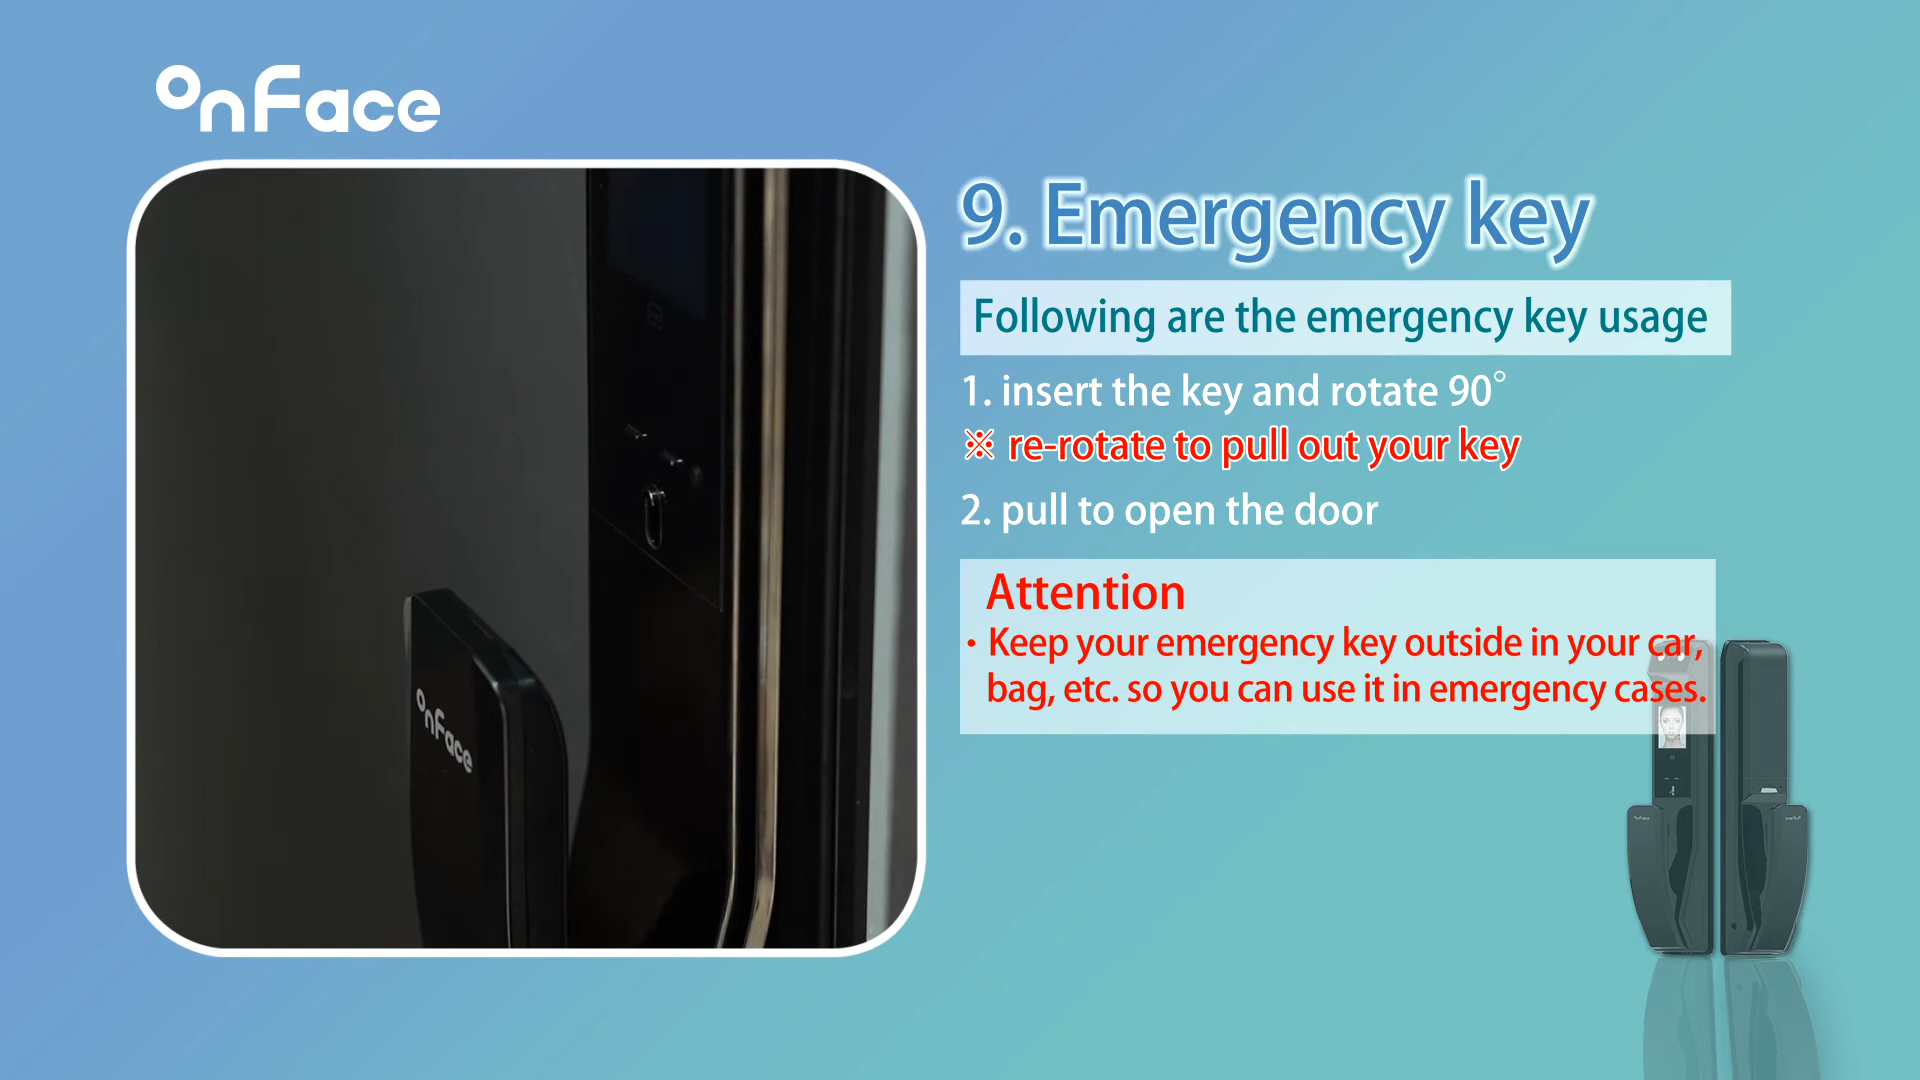 onFace
9. Emergency key
Following are the emergency key usage
1. insert the key and rotate 90°
※ re-rotate to pull out your key
2. pull to open the door
Attention
・Keep your emergency key outside in your car,
bag, etc. so you can use it in emergency cases.
onFace